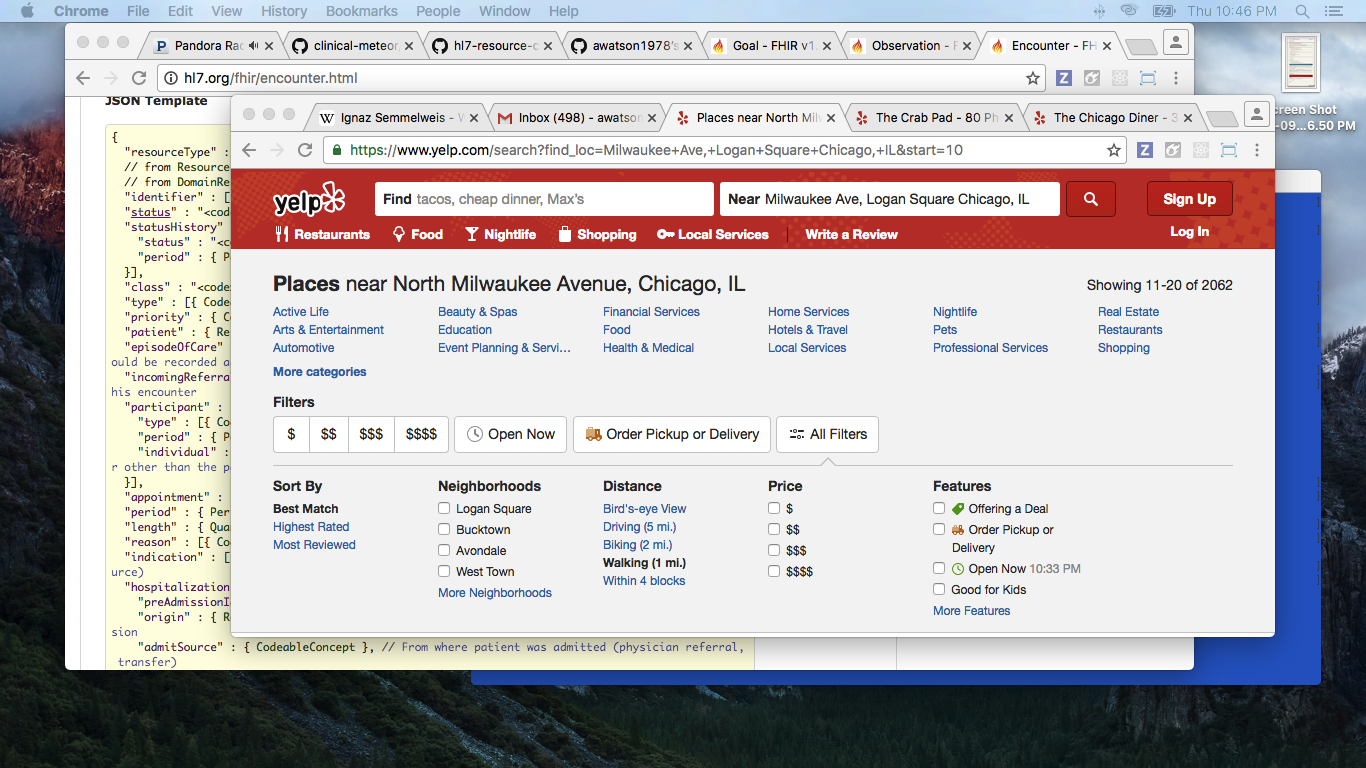 Chrome File Edit View History Bookmarks People Window Help
Thu 10:46 PM
Pandora Rac
clinical-meteor
hl7-resource-c
awatson1978's
Goal - FHIR v1.
Observation - F
Encounter - FH
hl7.org/fhir/encounter.html
creen Shot
-09...6.50 PM
JSON Template
{
"resourceType" :
// from Resource
// from DomainRe
"identifier" : [
"status" : "<cod
"statusHistory"
"status" : "<c
"period" : { P
}],
"class" : "<code
"type" : [{ Code
"priority" : { C
"patient" : { Re
"episodeOfCare"
ould be recorded a
"incomingReferra
his encounter
"participant" :
"type" : [{ Co
"period" : { P
"individual" :
r other than the p
}],
"appointment" :
"period" : { Per
"length" : { Qua
"reason" : [{ Co
"indication" : [
urce)
"hospitalization
"preAdmissionI
"origin" : { R
sion
"admitSource" : { CodeableConcept }, // From where patient was admitted (physician referral,
transfer)
Ignaz Semmelweis - W
Inbox (498) - awatson
Places near North Milw
The Crab Pad - 80 Ph
The Chicago Diner - 3
https://www.yelp.com/search?find_loc=Milwaukee+Ave,+Logan+Square+Chicago,+IL&start=10
yelp
Find tacos, cheap dinner, Max's
Near Milwaukee Ave, Logan Square Chicago, IL
Sign Up
Restaurants Food Nightlife Shopping Local Services Write a Review
Log In
Places near North Milwaukee Avenue, Chicago, IL
Showing 11-20 of 2062
Active Life Beauty & Spas Financial Services Home Services Nightlife Real Estate
Arts & Entertainment Education Food Hotels & Travel Pets Restaurants
Automotive Event Planning & Servi... Health & Medical Local Services Professional Services Shopping
More categories
Filters
$ $$ $$$ $$$$ Open Now Order Pickup or Delivery All Filters
Sort By
Best Match
Highest Rated
Most Reviewed
Neighborhoods
Logan Square
Bucktown
Avondale
West Town
More Neighborhoods
Distance
Bird's-eye View
Driving (5 mi.)
Biking (2 mi.)
Walking (1 mi.)
Within 4 blocks
Price
$
$$
$$$
$$$$
Features
Offering a Deal
Order Pickup or
Delivery
Open Now 10:33 PM
Good for Kids
More Features